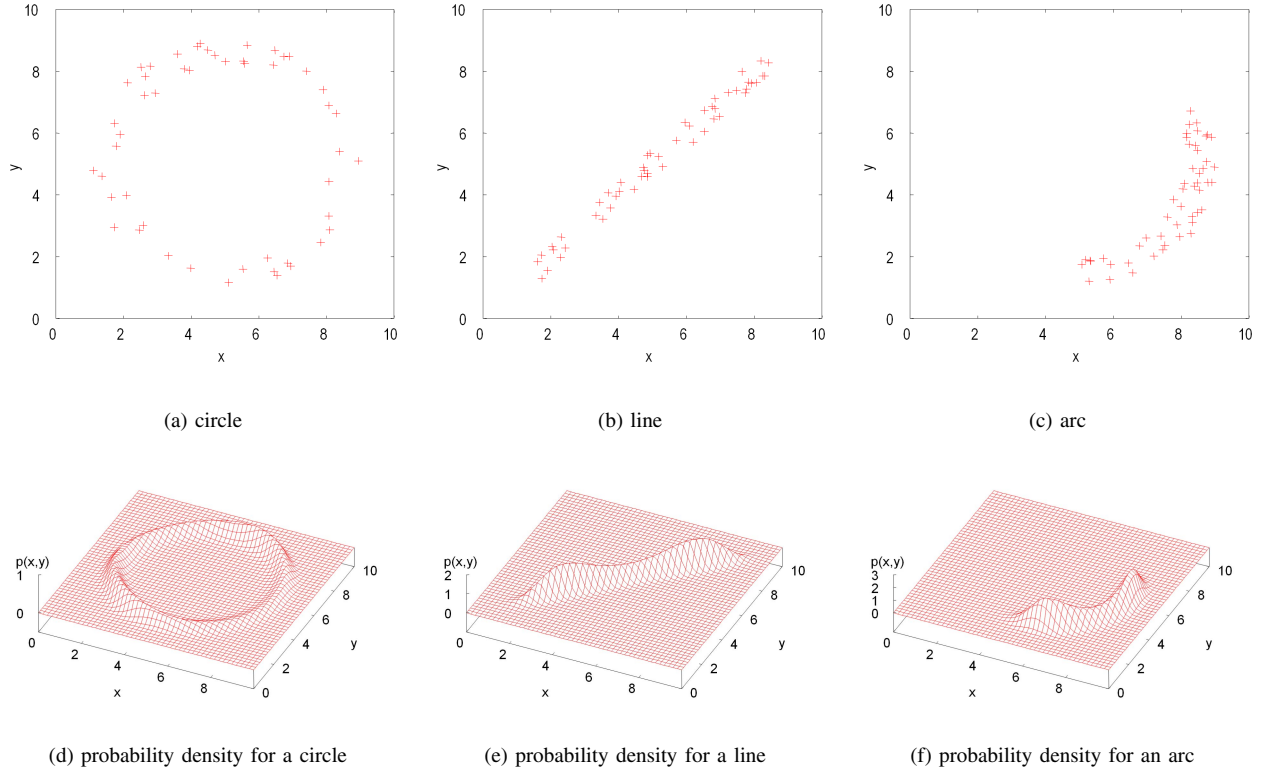 10
8
6
4
2
0
y
0 2 4 6 8 10
x
(a) circle
10
8
6
4
2
0
y
0 2 4 6 8 10
x
(b) line
10
8
6
4
2
0
y
0 2 4 6 8 10
x
(c) arc
p(x,y)
1
0
0 2 4 6 8
x
0 2 4 6 8 10
y
(d) probability density for a circle
p(x,y)
2
1
0
0 2 4 6 8
x
0 2 4 6 8 10
y
(e) probability density for a line
p(x,y)
3
2
1
0
0 2 4 6 8
x
0 2 4 6 8 10
y
(f) probability density for an arc